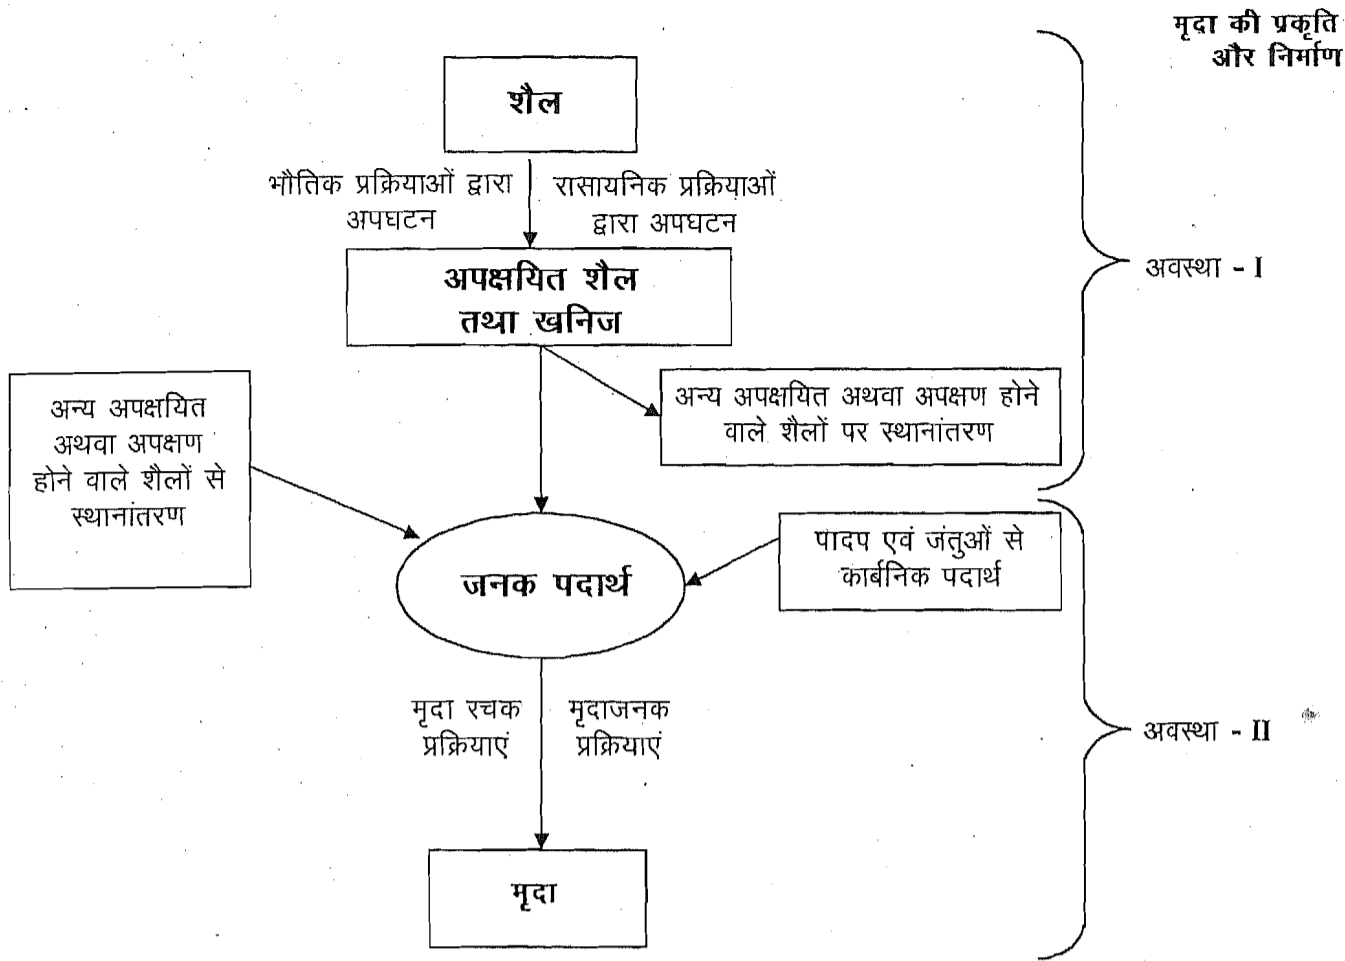 मृदा की प्रकृति
और निर्माण
शैल
भौतिक प्रक्रियाओं द्वारा
अपघटन
रासायनिक प्रक्रियाओं
द्वारा अपघटन
अपक्षयित शैल
तथा खनिज
अवस्था - I
अन्य अपक्षयित अथवा अपक्षण होने
वाले शैलों पर स्थानांतरण
अन्य अपक्षयित
अथवा अपक्षण
होने वाले शैलों से
स्थानांतरण
जनक पदार्थ
पादप एवं जंतुओं से
कार्बनिक पदार्थ
मृदा रचक
प्रक्रियाएं
मृदाजनक
प्रक्रियाएं
अवस्था - II
मृदा